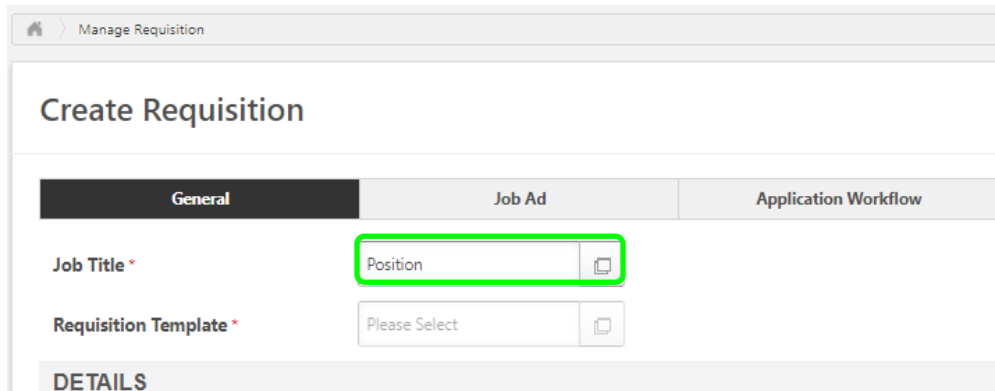 Manage Requisition
Create Requisition
General Job Ad Application Workflow
Job Title * Position
Requisition Template * Please Select
DETAILS